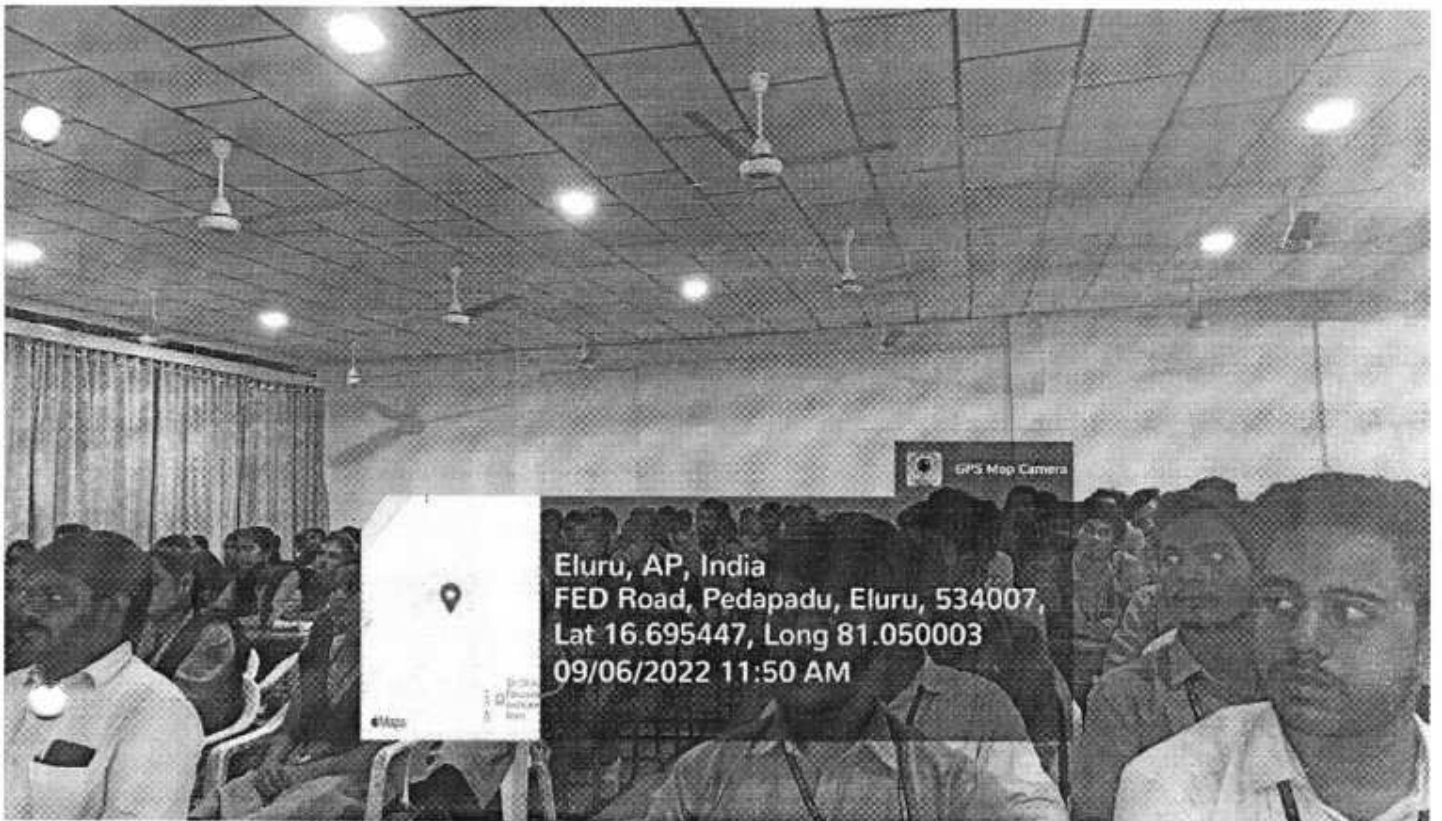 GPS Map Camera
Eluru, AP, India
FED Road, Pedapadu, Eluru, 534007,
Lat 16.695447, Long 81.050003
09/06/2022 11:50 AM
Maps